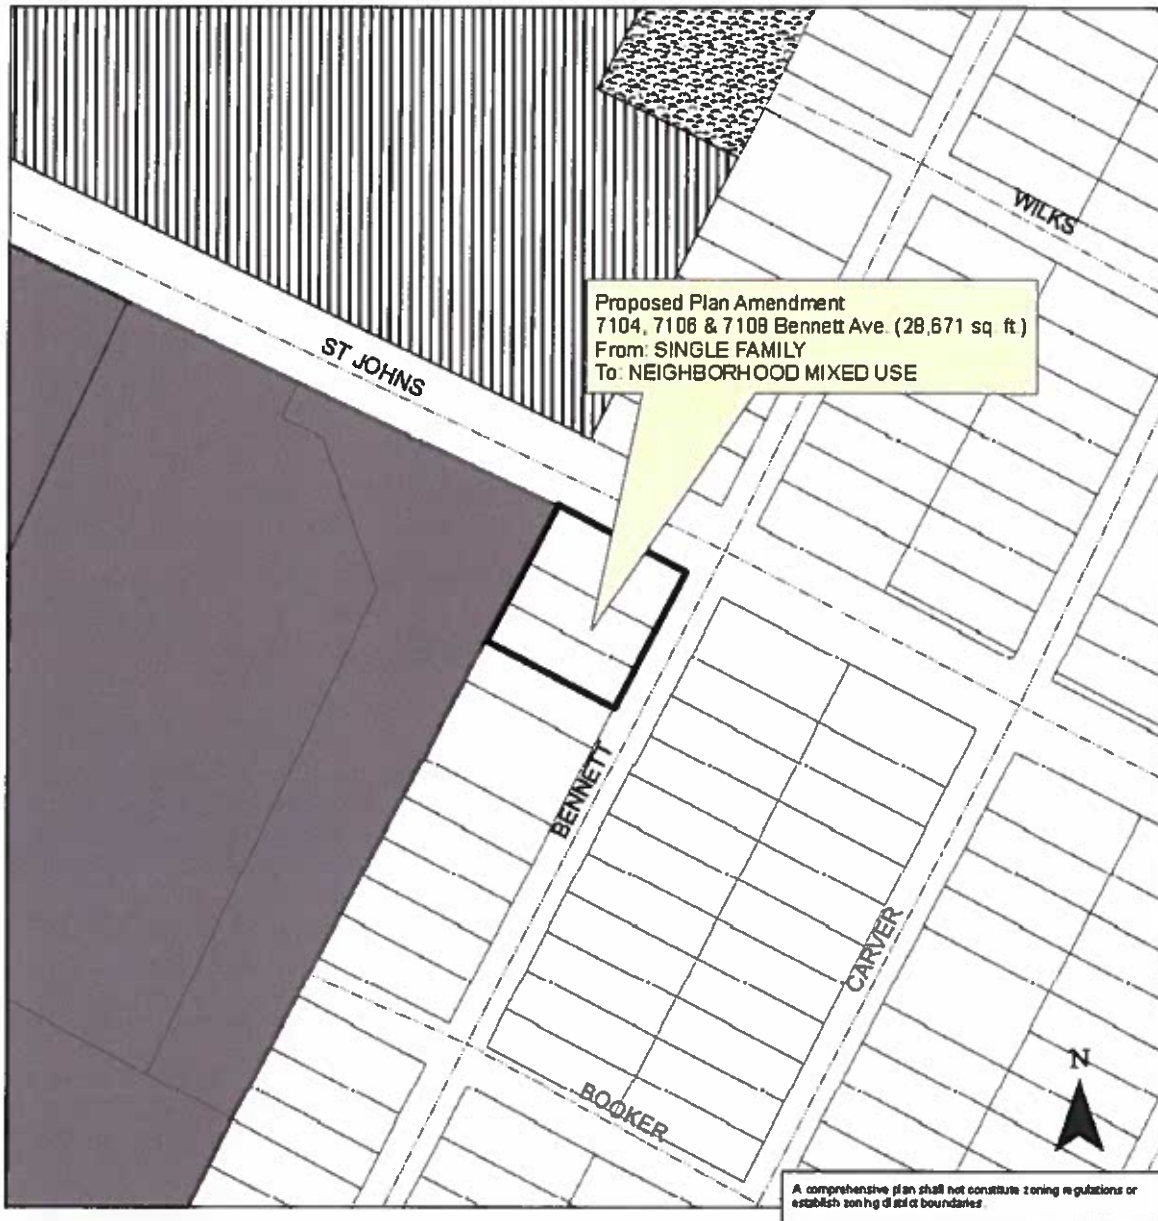 WILKS
Proposed Plan Amendment
7104, 7106 & 7108 Bennett Ave. (28,671 sq. ft.)
From: SINGLE FAMILY
To: NEIGHBORHOOD MIXED USE
ST JOHNS
BENNETT
CARVER
N
BOOKER
A comprehensive plan shall not constitute zoning regulations or
establish zoning district boundaries.